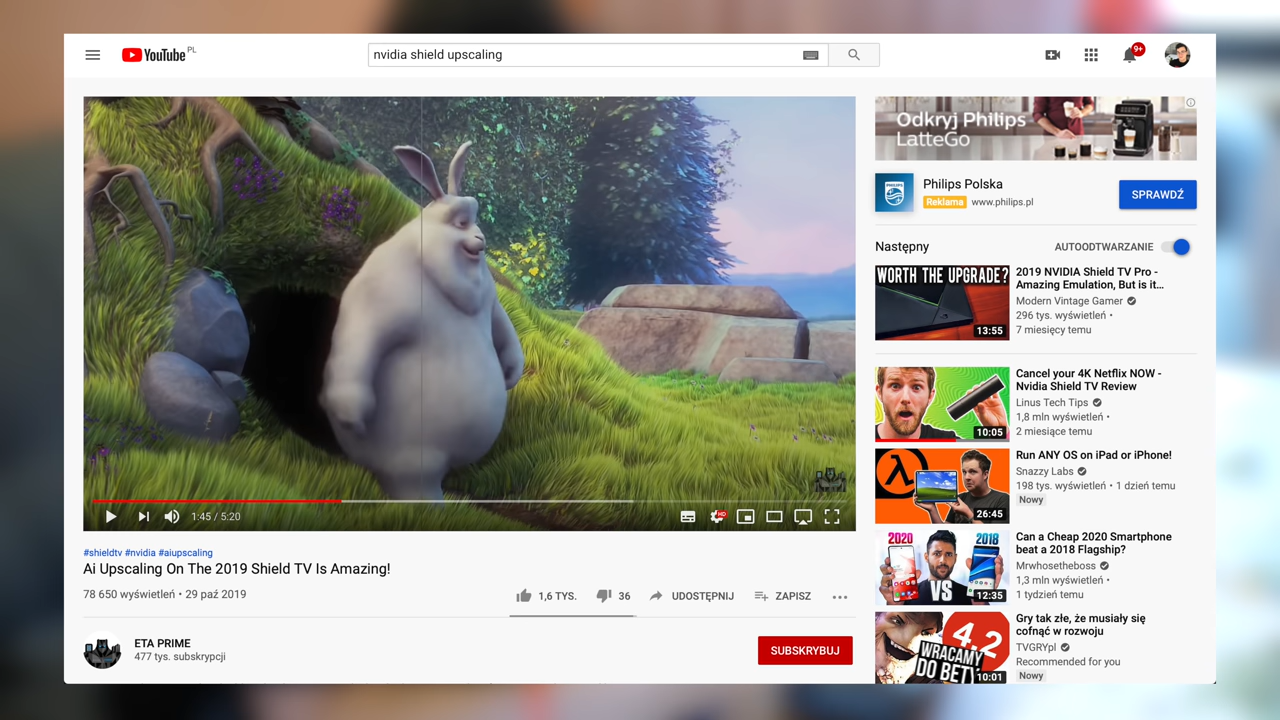 YouTube PL
nvidia shield upscaling
9+
1:45 / 5:20
HD
#shieldtv #nvidia #aiupscaling
Ai Upscaling On The 2019 Shield TV Is Amazing!
78 650 wyświetleń • 29 paź 2019
1,6 TYS.
36
UDOSTĘPNIJ
ZAPISZ
ETA PRIME
477 tys. subskrypcji
SUBSKRYBUJ
Odkryj Philips
LatteGo
PHILIPS
Philips Polska
Reklama www.philips.pl
SPRAWDŹ
Następny
AUTOODTWARZANIE
WORTH THE UPGRADE?
13:55
2019 NVIDIA Shield TV Pro -
Amazing Emulation, But is it…
Modern Vintage Gamer
296 tys. wyświetleń •
7 miesięcy temu
10:05
Cancel your 4K Netflix NOW -
Nvidia Shield TV Review
Linus Tech Tips
1,8 mln wyświetleń •
2 miesiące temu
26:45
Run ANY OS on iPad or iPhone!
Snazzy Labs
198 tys. wyświetleń • 1 dzień temu
Nowy
2020
2018
VS
12:35
Can a Cheap 2020 Smartphone
beat a 2018 Flagship?
Mrwhosetheboss
1,3 mln wyświetleń •
1 tydzień temu
4.2
WRACAMY
DO BETY
10:01
Gry tak złe, że musiały się
cofnąć w rozwoju
TVGRYpl
Recommended for you
Nowy